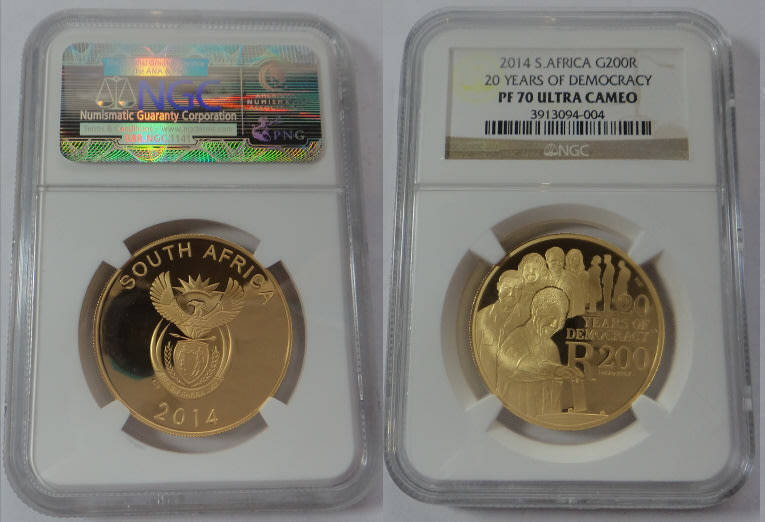 NGC
Numismatic Guaranty Corporation
PNG
SOUTH AFRICA
2014
2014 S.AFRICA G200R
20 YEARS OF DEMOCRACY
PF 70 ULTRA CAMEO
3913094-004
NGC
20
YEARS OF
DEMOCRACY
R200